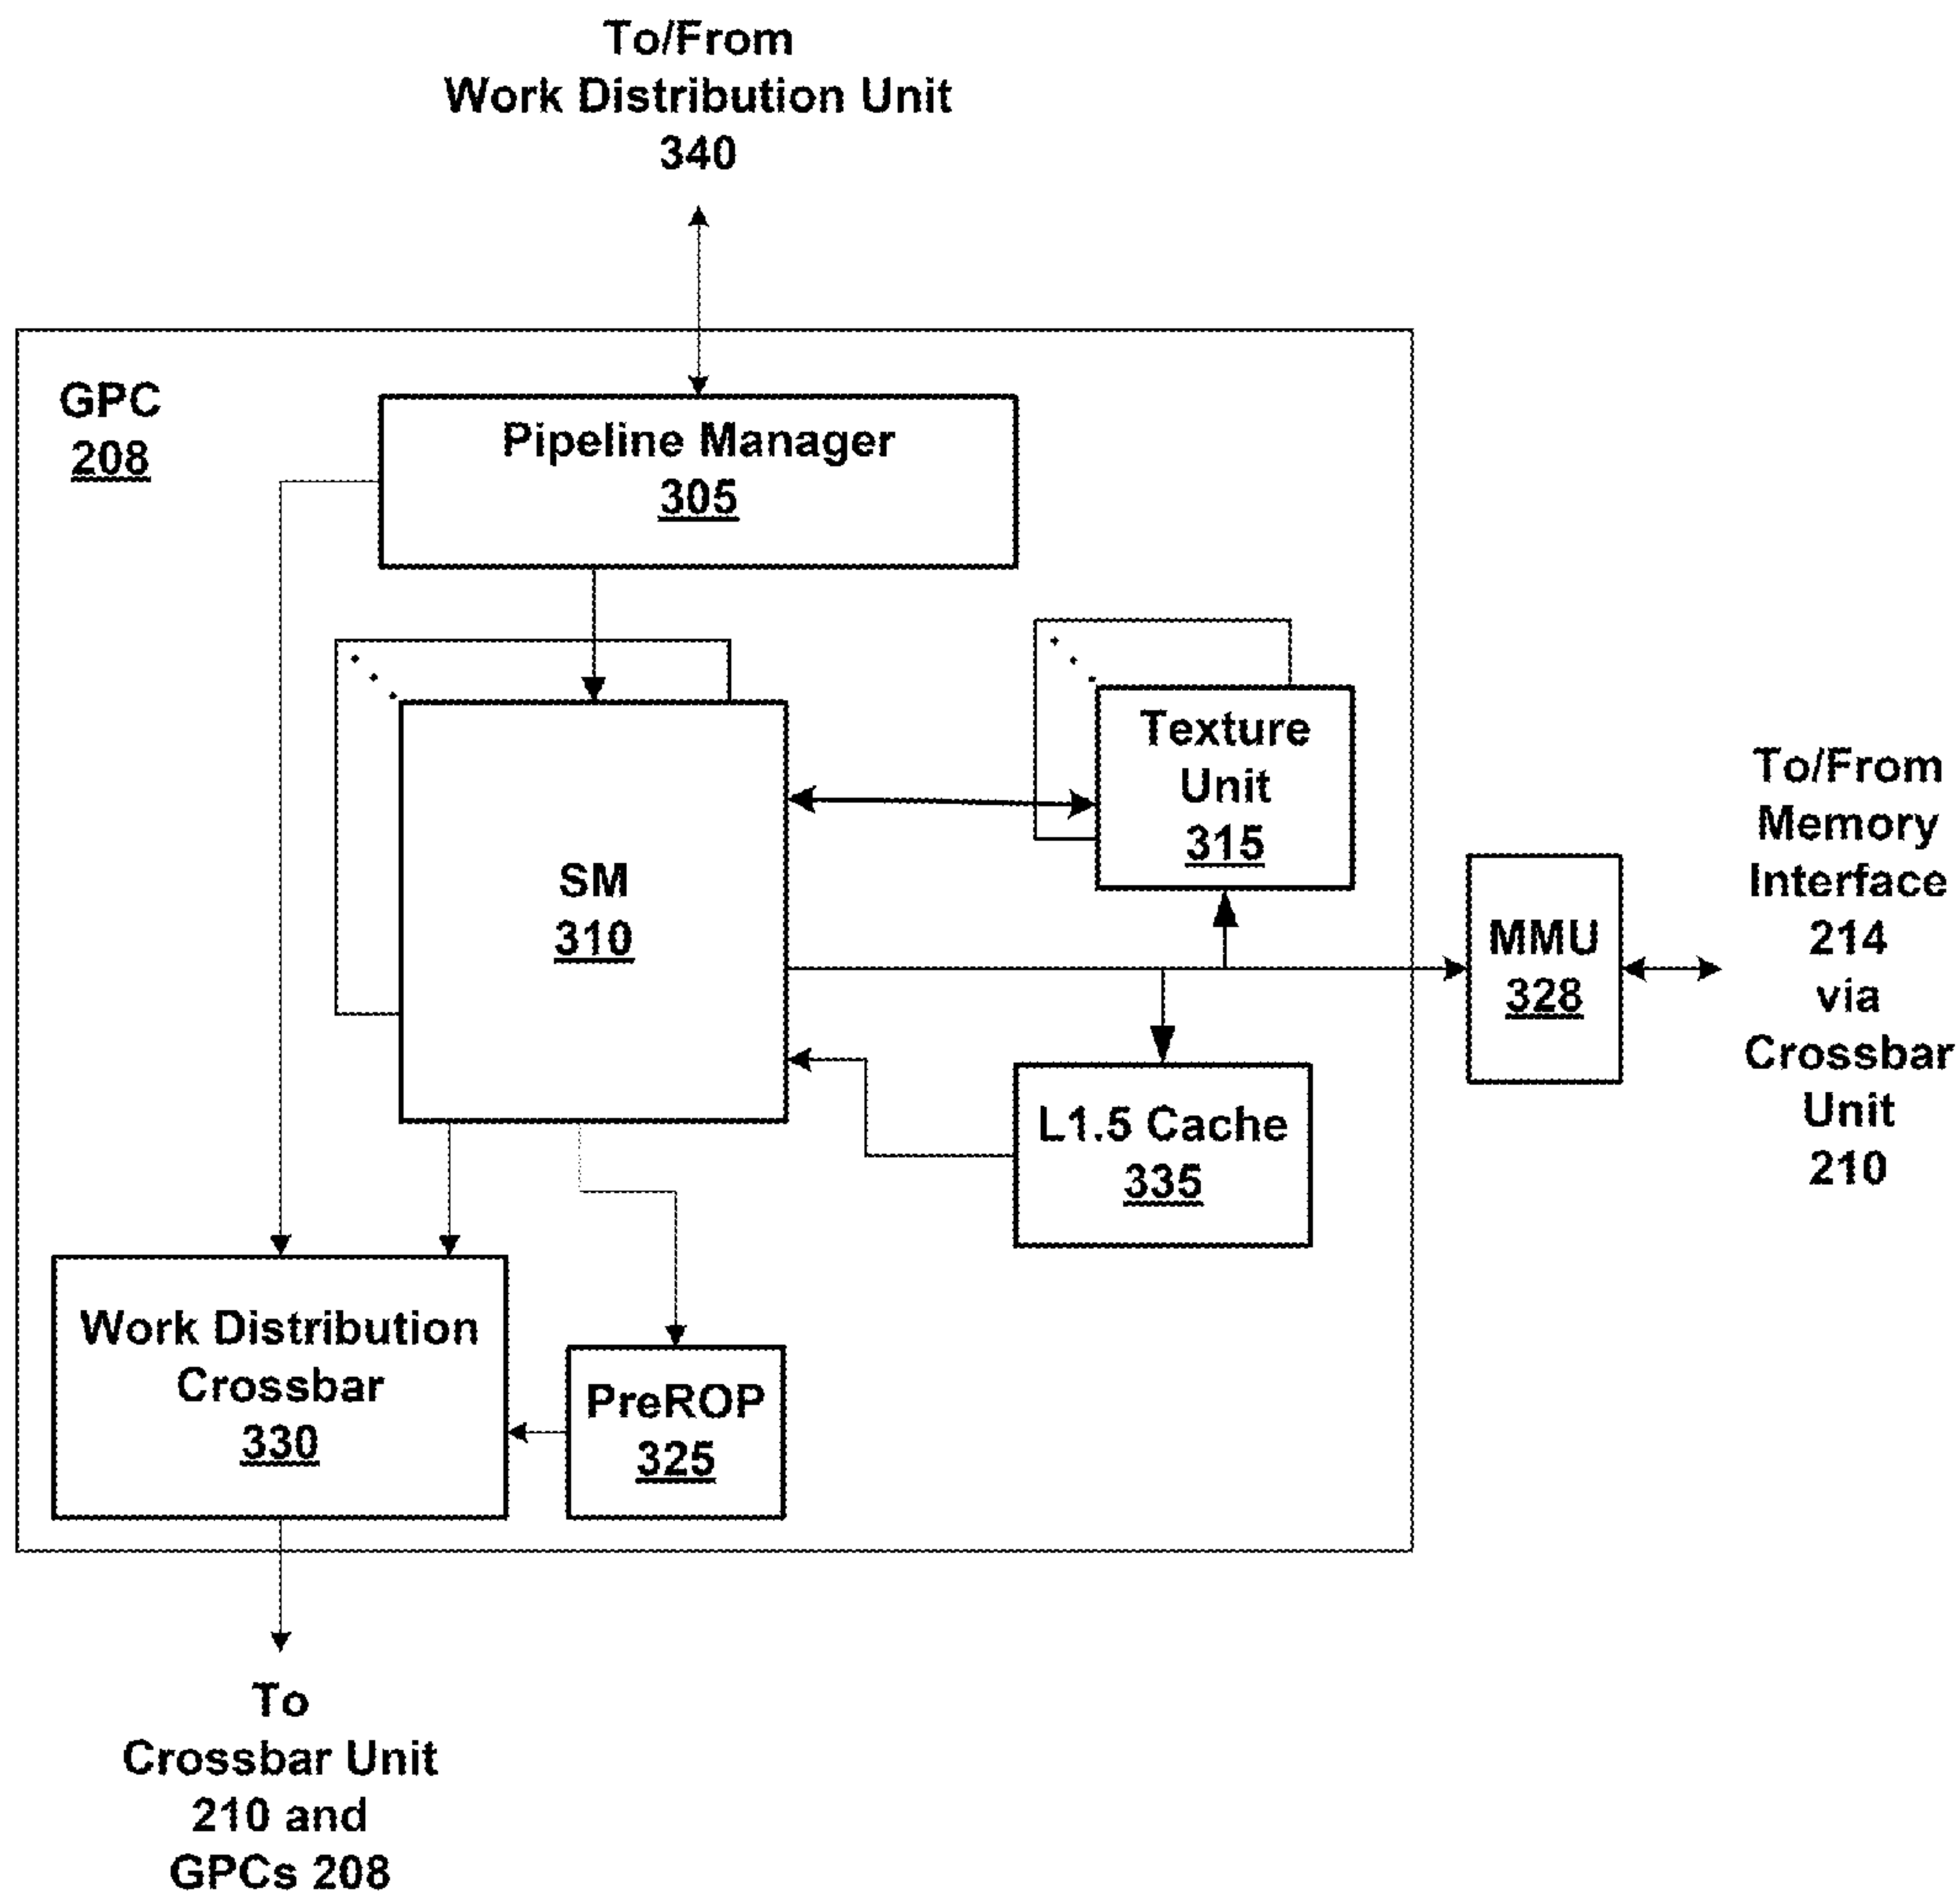 To/From
Work Distribution Unit
340
GPC
208
Pipeline Manager
305
Texture
Unit
315
SM
310
To/From
Memory
Interface
214
via
Crossbar
Unit
210
MMU
328
L1.5 Cache
335
Work Distribution
Crossbar
330
PreROP
325
To
Crossbar Unit
210 and
GPCs 208